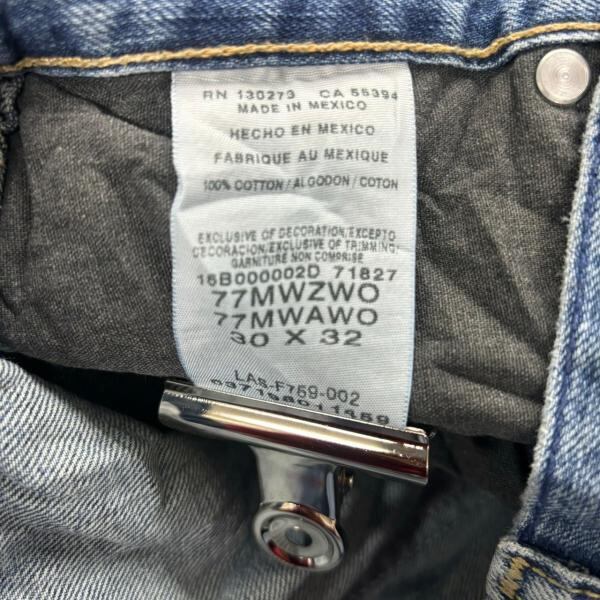 RN 130273 CA 55394
MADE IN MEXICO
HECHO EN MEXICO
FABRIQUE AU MEXIQUE
100% COTTON/ALGODON/COTON
EXCLUSIVE OF DECORATION/EXCEPTO
DECORACION/EXCLUSIVE OF TRIMMING/
GARNITURE NON COMPRISE
16B000002D 71827
77MWZWO
77MWAWO
30 X 32
LAs-F769-002